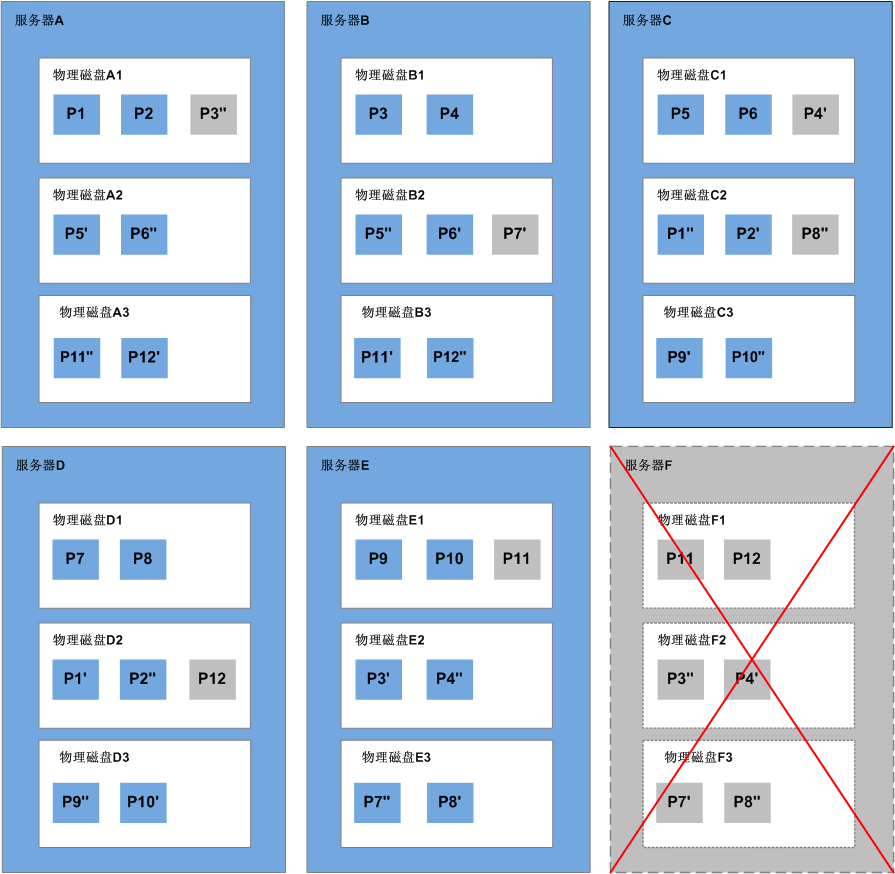 服务器A
物理磁盘A1
P1 P2 P3"
物理磁盘A2
P5' P6"
物理磁盘A3
P11" P12'
服务器B
物理磁盘B1
P3 P4
物理磁盘B2
P5" P6' P7'
物理磁盘B3
P11' P12"
服务器C
物理磁盘C1
P5 P6 P4'
物理磁盘C2
P1" P2' P8"
物理磁盘C3
P9' P10"
服务器D
物理磁盘D1
P7 P8
物理磁盘D2
P1' P2" P12
物理磁盘D3
P9" P10'
服务器E
物理磁盘E1
P9 P10 P11
物理磁盘E2
P3' P4"
物理磁盘E3
P7" P8'
服务器F
物理磁盘F1
P11 P12
物理磁盘F2
P3" P4'
物理磁盘F3
P7' P8"